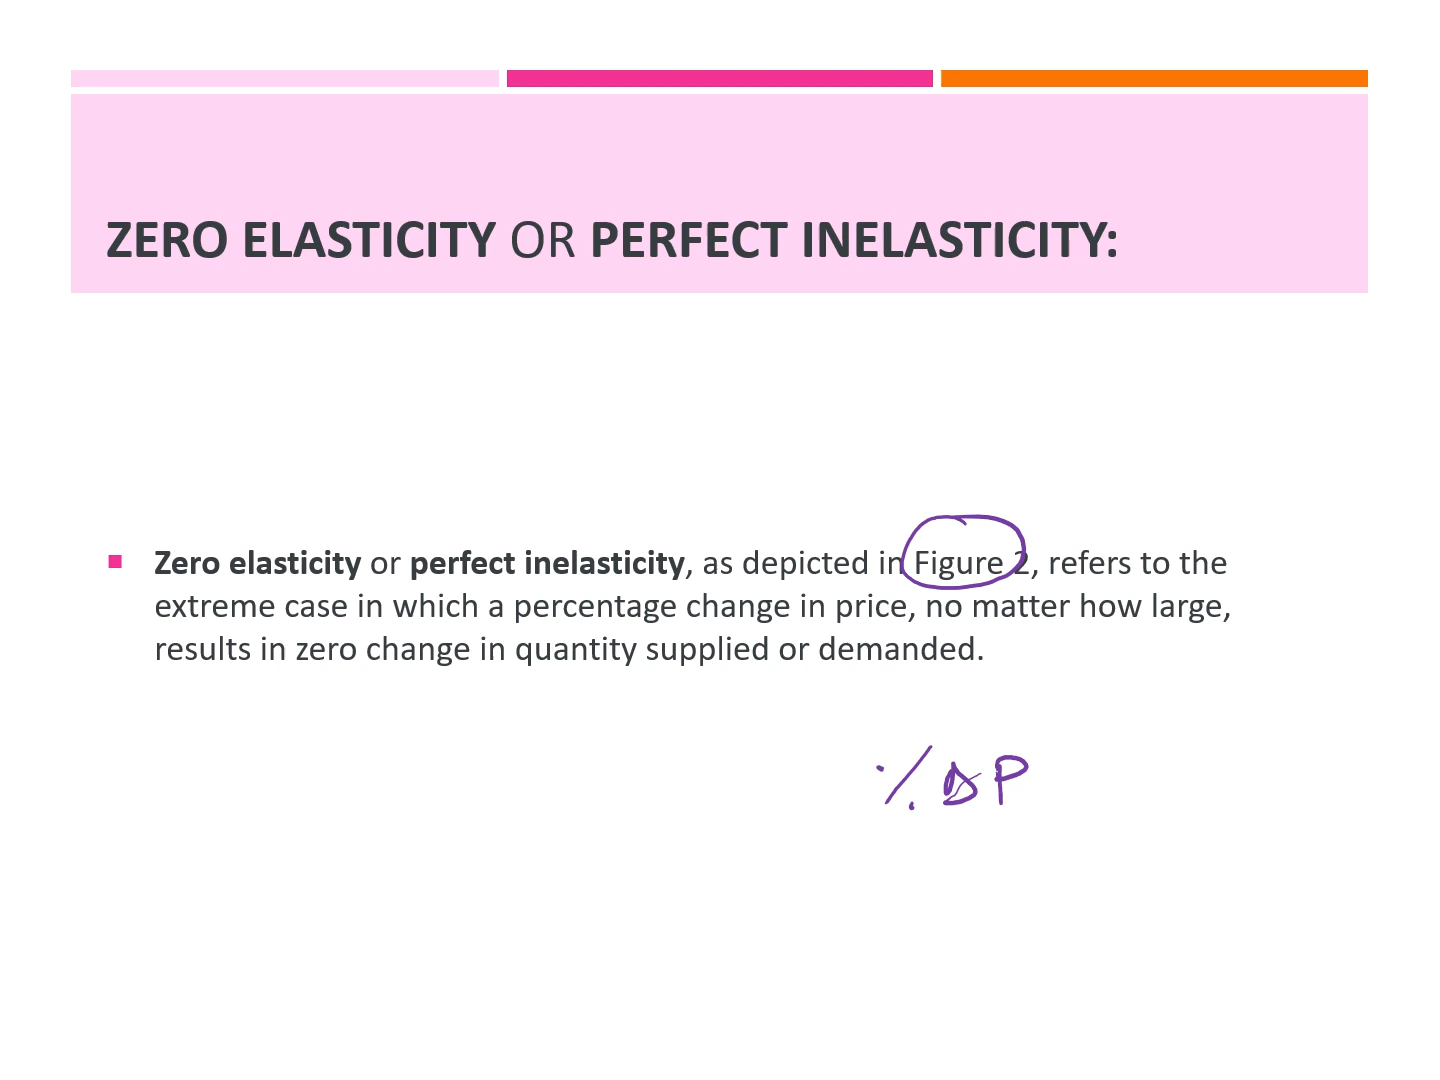 ZERO ELASTICITY OR PERFECT INELASTICITY:
Zero elasticity or perfect inelasticity, as depicted in Figure 2, refers to the
extreme case in which a percentage change in price, no matter how large,
results in zero change in quantity supplied or demanded.
% Δ P